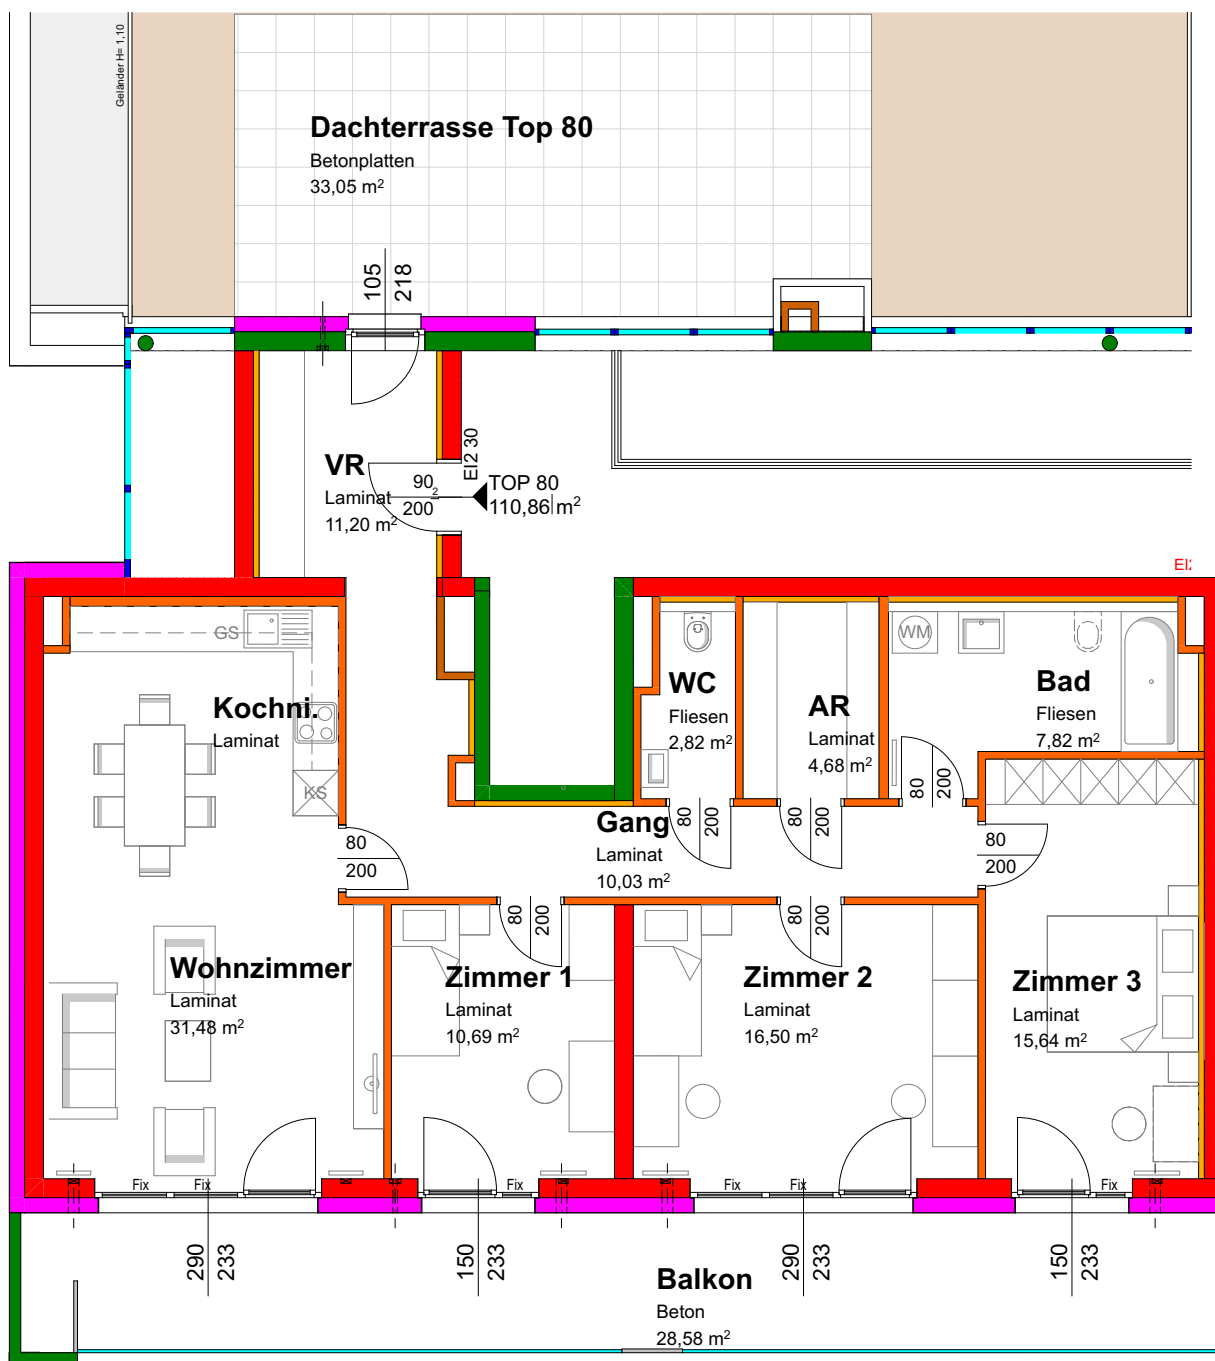 Geländer H= 1,10
Dachterrasse Top 80
Betonplatten
33,05 m²
105
218
VR
Laminat
11,20 m²
90
2
200
EI2 30
TOP 80
110,86 m²
GS
Kochni.
Laminat
KS
80
200
WC
Fliesen
2,82 m²
AR
Laminat
4,68 m²
WM
Bad
Fliesen
7,82 m²
80
200
80
200
80
200
80
200
Gang
Laminat
10,03 m²
80
200
80
200
Wohnzimmer
Laminat
31,48 m²
Zimmer 1
Laminat
10,69 m²
Zimmer 2
Laminat
16,50 m²
Zimmer 3
Laminat
15,64 m²
Fix
Fix
Fix
Fix
Fix
Fix
290
233
150
233
290
233
150
233
Balkon
Beton
28,58 m²